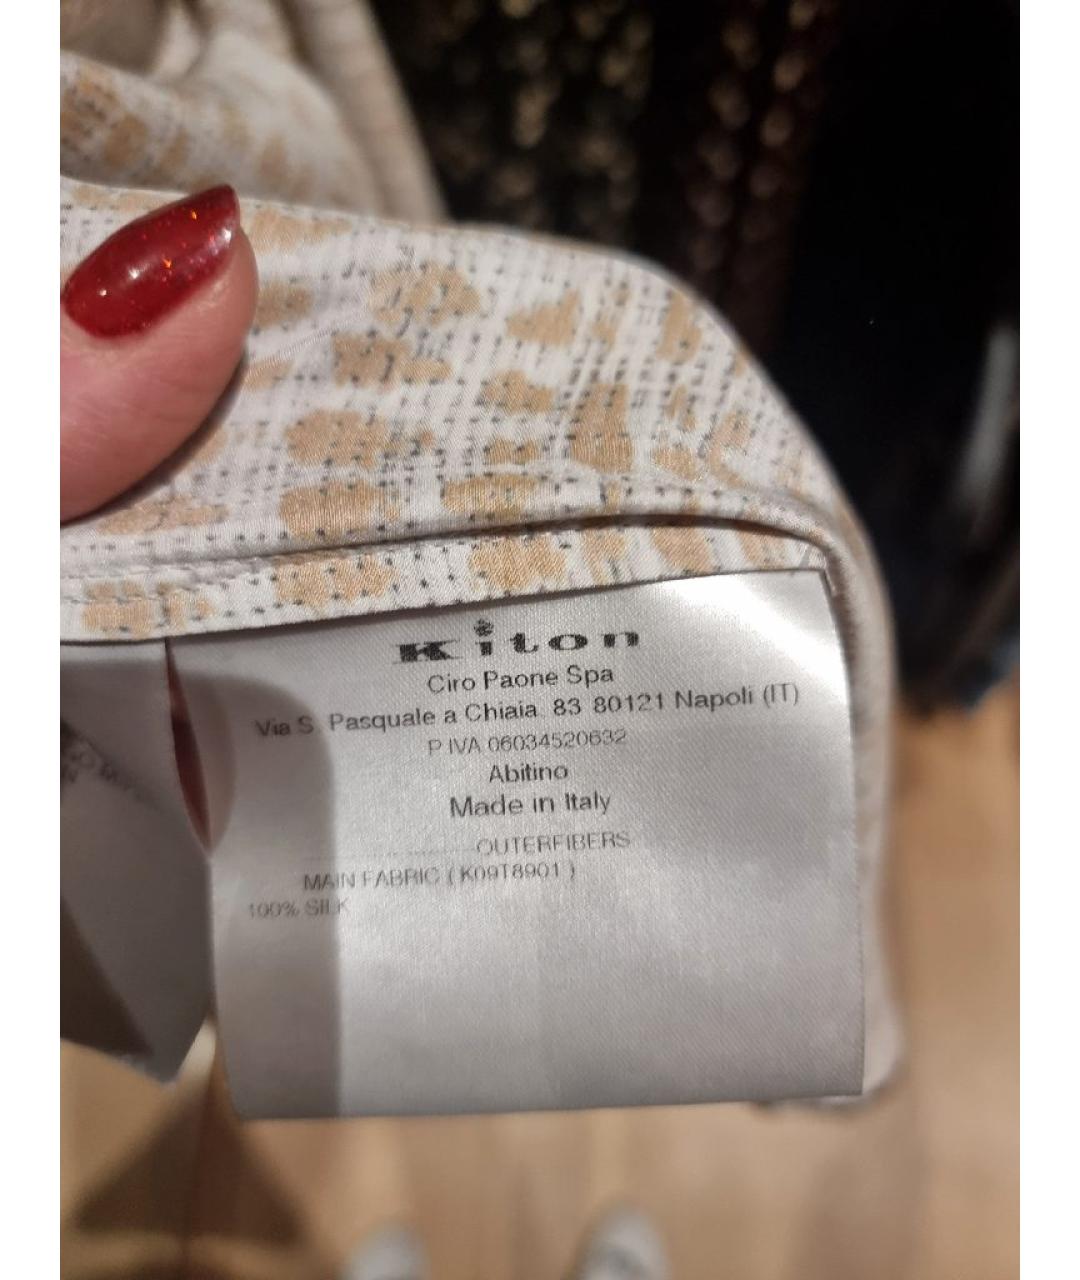 Kiton
Ciro Paone Spa
Via S. Pasquale a Chiaia 83 80121 Napoli (IT)
P.IVA 06034520632
Abitino
Made in Italy
OUTERFIBERS
MAIN FABRIC ( K09T8901 )
100% SILK